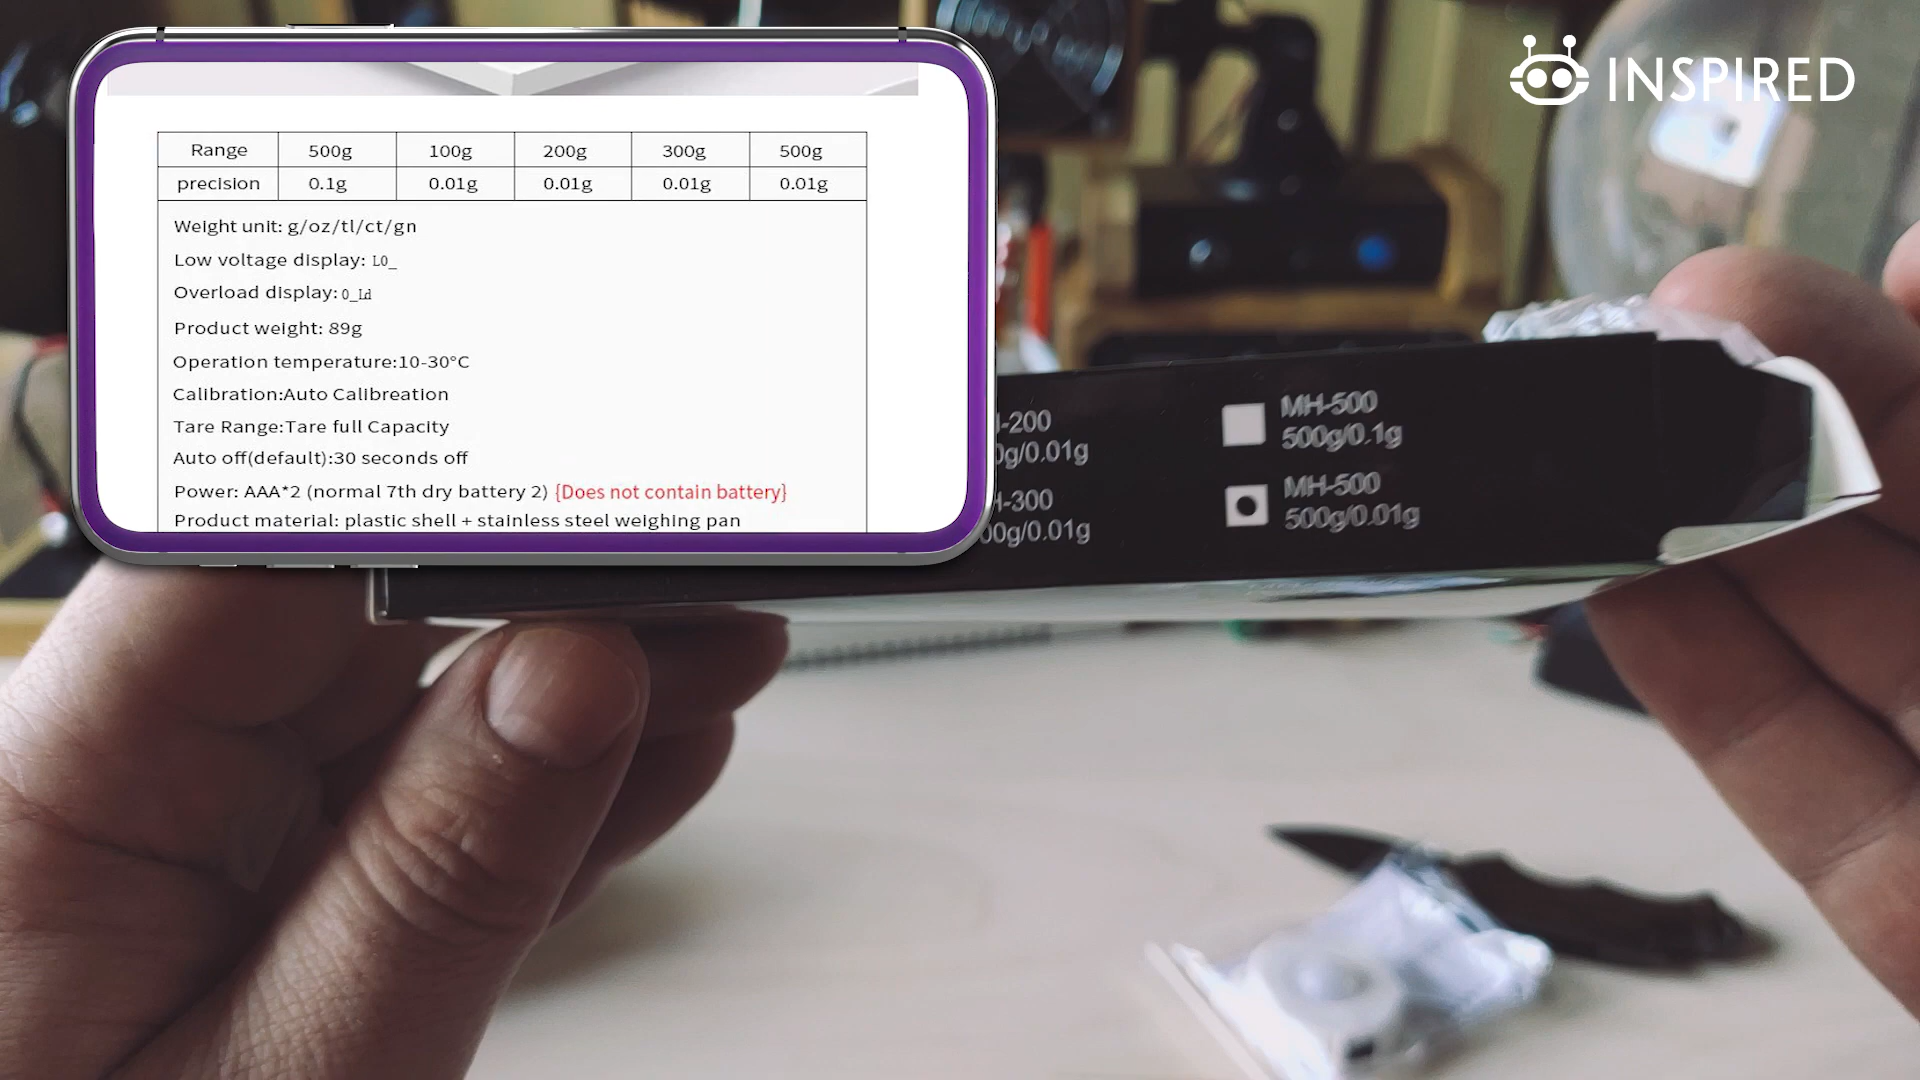 INSPIRED
Range 500g 100g 200g 300g 500g
precision 0.1g 0.01g 0.01g 0.01g 0.01g
Weight unit: g/oz/tl/ct/gn
Low voltage display: L0_
Overload display: 0_Ld
Product weight: 89g
Operation temperature:10-30°C
Calibration:Auto Calibreation
Tare Range:Tare full Capacity
Auto off(default):30 seconds off
Power: AAA*2 (normal 7th dry battery 2) {Does not contain battery}
Product material: plastic shell + stainless steel weighing pan
-200
0g/0.01g
-300
00g/0.01g
MH-500
500g/0.1g
MH-500
500g/0.01g